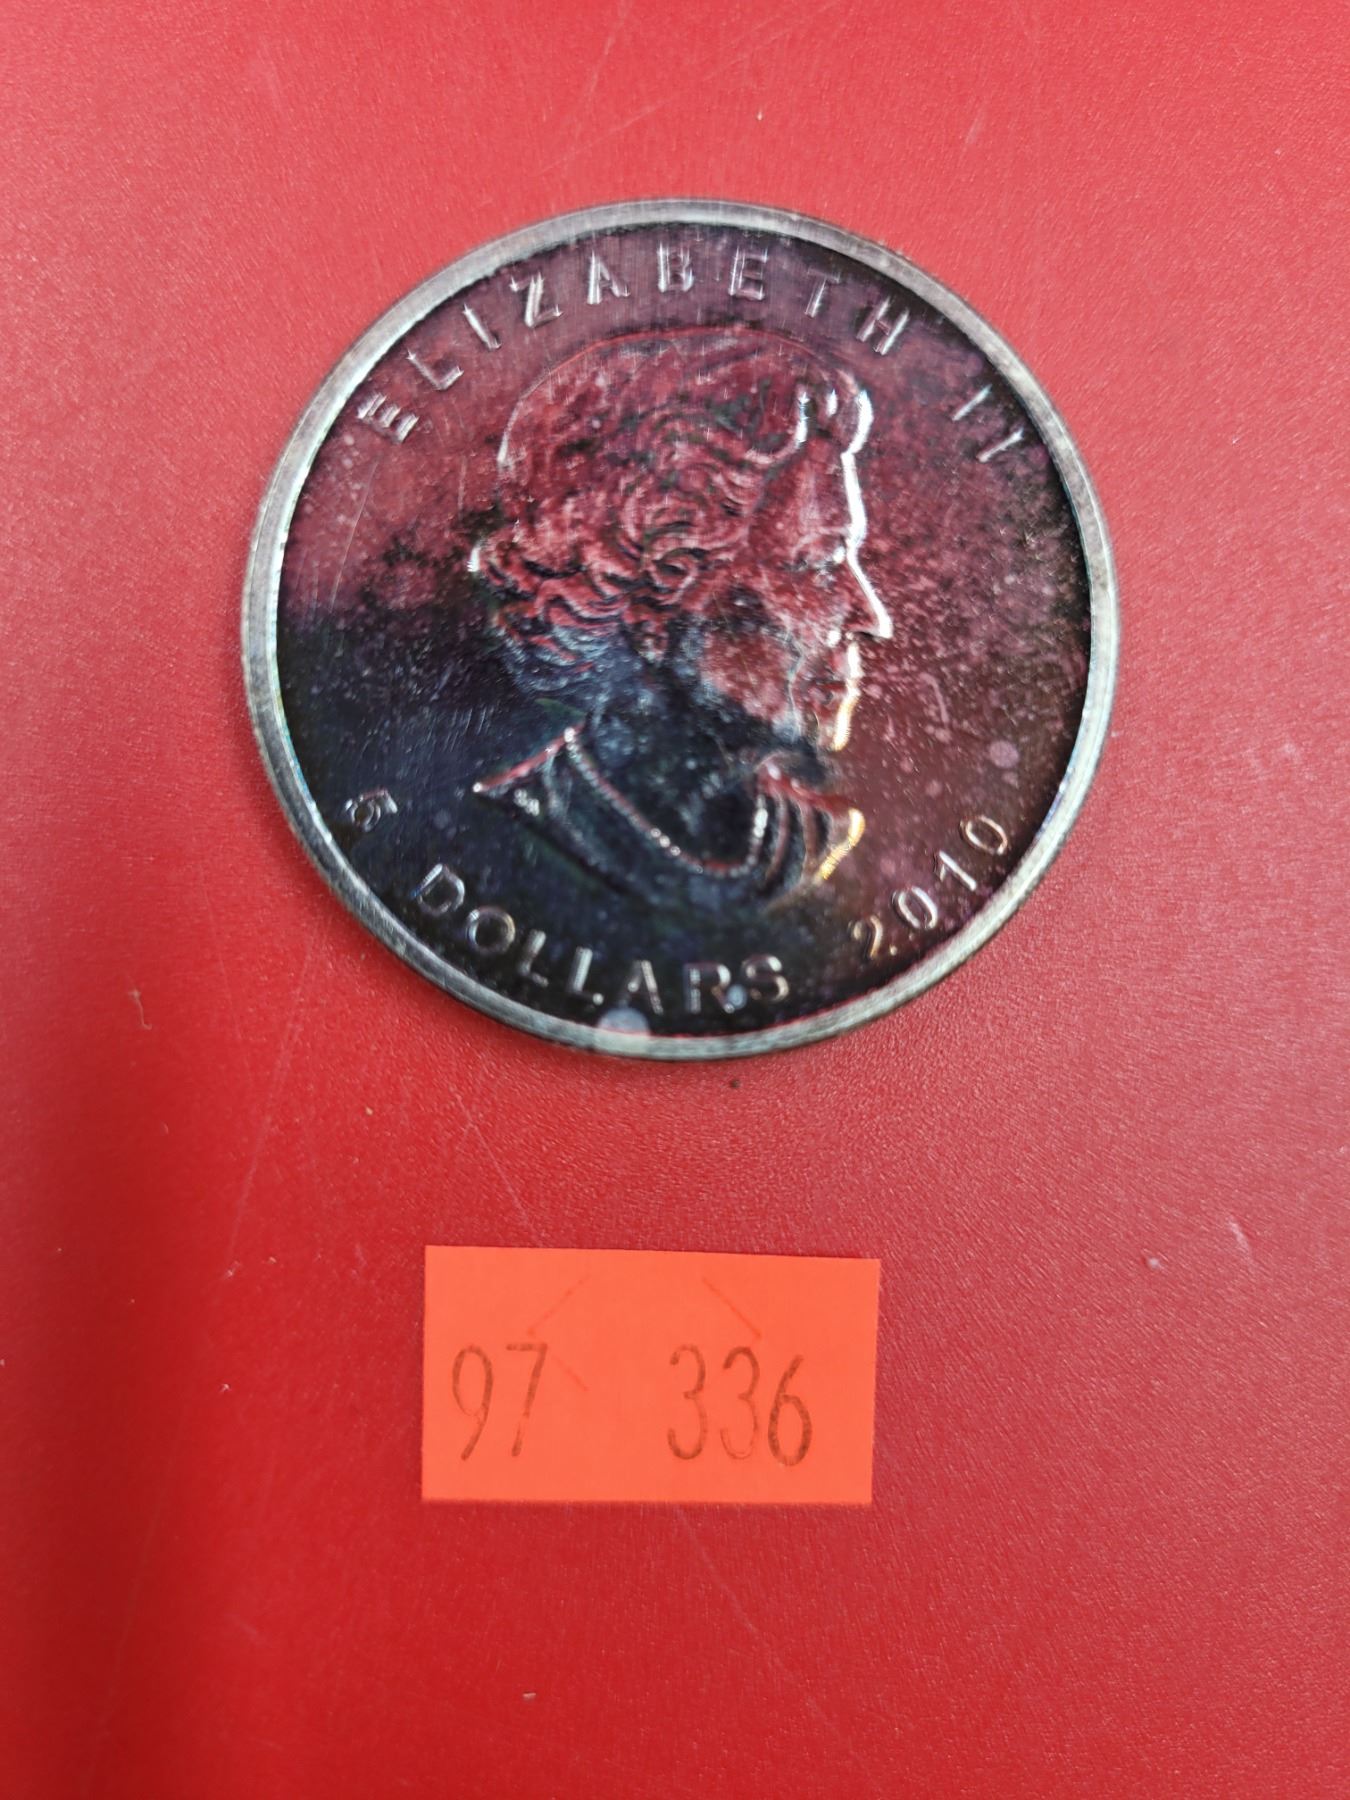 ELIZABETH II
5 DOLLARS 2010
97 336